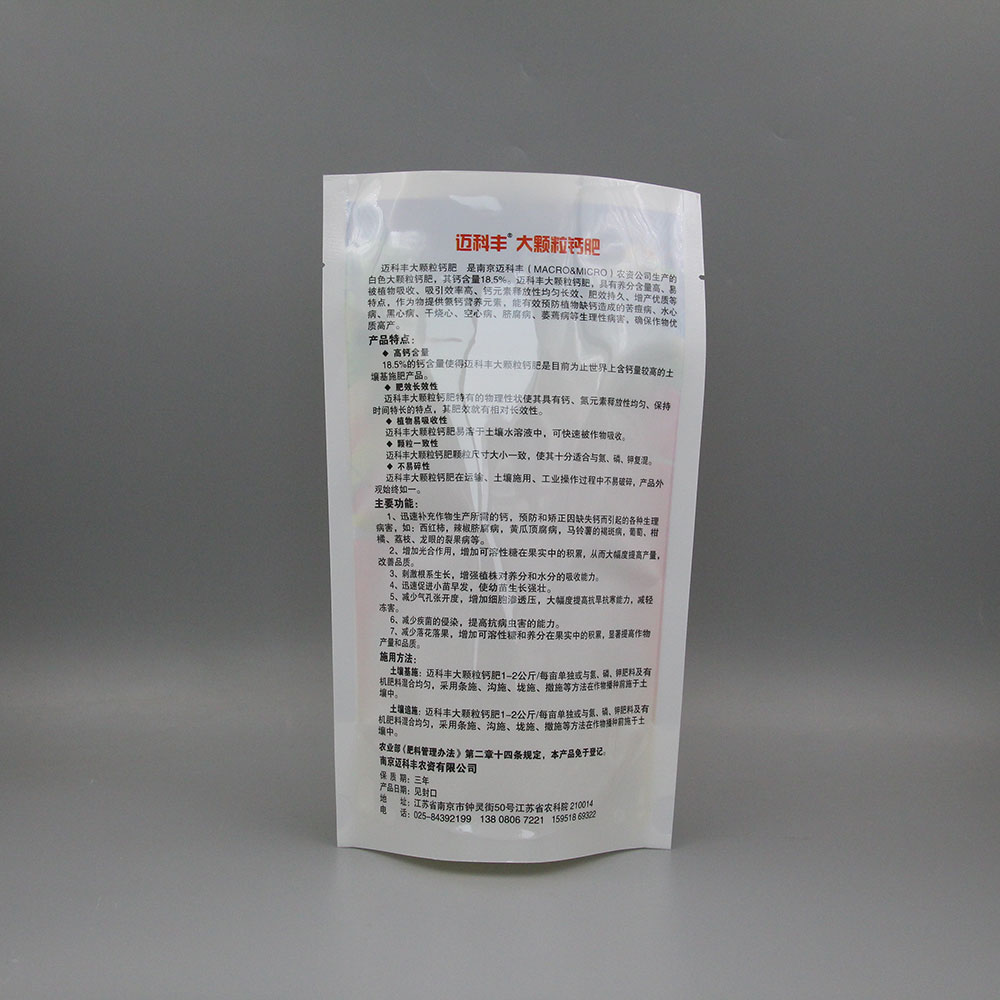 迈科丰® 大颗粒钙肥
迈科丰大颗粒钙肥 是南京迈科丰（MACRO&MICRO）农资公司生产的
白色大颗粒钙肥，其钙含量18.5%。迈科丰大颗粒钙肥，具有养分含量高、易
被植物吸收、吸引效率高、钙元素释放性均匀长效、肥效持久、增产优质等
特点，作为物提供氨钙营养元素，能有效预防植物缺钙造成的苦痘病、水心
病、黑心病、干烧心、空心病、脐腐病、萎蔫病等生理性病害，确保作物优
质高产。
产品特点：
◆ 高钙含量
18.5%的钙含量使得迈科丰大颗粒钙肥是目前为止世界上含钙量较高的土
壤基施肥产品。
◆ 肥效长效性
迈科丰大颗粒钙肥特有的物理性状使其具有钙、氮元素释放性均匀、保持
时间特长的特点，其肥效就有相对长效性。
◆ 植物易吸收性
迈科丰大颗粒钙肥易溶于土壤水溶液中，可快速被作物吸收。
◆ 颗粒一致性
迈科丰大颗粒钙肥颗粒尺寸大小一致，使其十分适合与氮、磷、钾复混。
◆ 不易碎性
迈科丰大颗粒钙肥在运输、土壤施用、工业操作过程中不易破碎，产品外
观始终如一。
主要功能：
1、迅速补充作物生产所需的钙，预防和矫正因缺失钙而引起的各种生理
病害，如：西红柿，辣椒脐腐病，黄瓜顶腐病，马铃薯的褐斑病，葡萄、柑
橘、荔枝、龙眼的裂果病等。
2、增加光合作用，增加可溶性糖在果实中的积累，从而大幅度提高产量，
改善品质。
3、刺激根系生长，增强植株对养分和水分的吸收能力。
4、迅速促进小苗早发，使幼苗生长强壮。
5、减少气孔张开度，增加细胞渗透压，大幅度提高抗旱抗寒能力，减轻
冻害。
6、减少疾菌的侵染，提高抗病虫害的能力。
7、减少落花落果，增加可溶性糖和养分在果实中的积累，显著提高作物
产量和品质。
施用方法：
土壤基施：迈科丰大颗粒钙肥1-2公斤/每亩单独或与氮、磷、钾肥料及有
机肥料混合均匀，采用条施、沟施、垅施、撒施等方法在作物播种前施于土
壤中。
土壤追施：迈科丰大颗粒钙肥1-2公斤/每亩单独或与氮、磷、钾肥料及有
机肥料混合均匀，采用条施、沟施、垅施、撒施等方法在作物播种前施于土
壤中。
农业部《肥料管理办法》第二章十四条规定，本产品免于登记。
南京迈科丰农资有限公司
保 质 期：三年
产品日期：见封口
地 址：江苏省南京市钟灵街50号江苏省农科院 210014
电 话：025-84392199 138 0806 7221 159518 69322